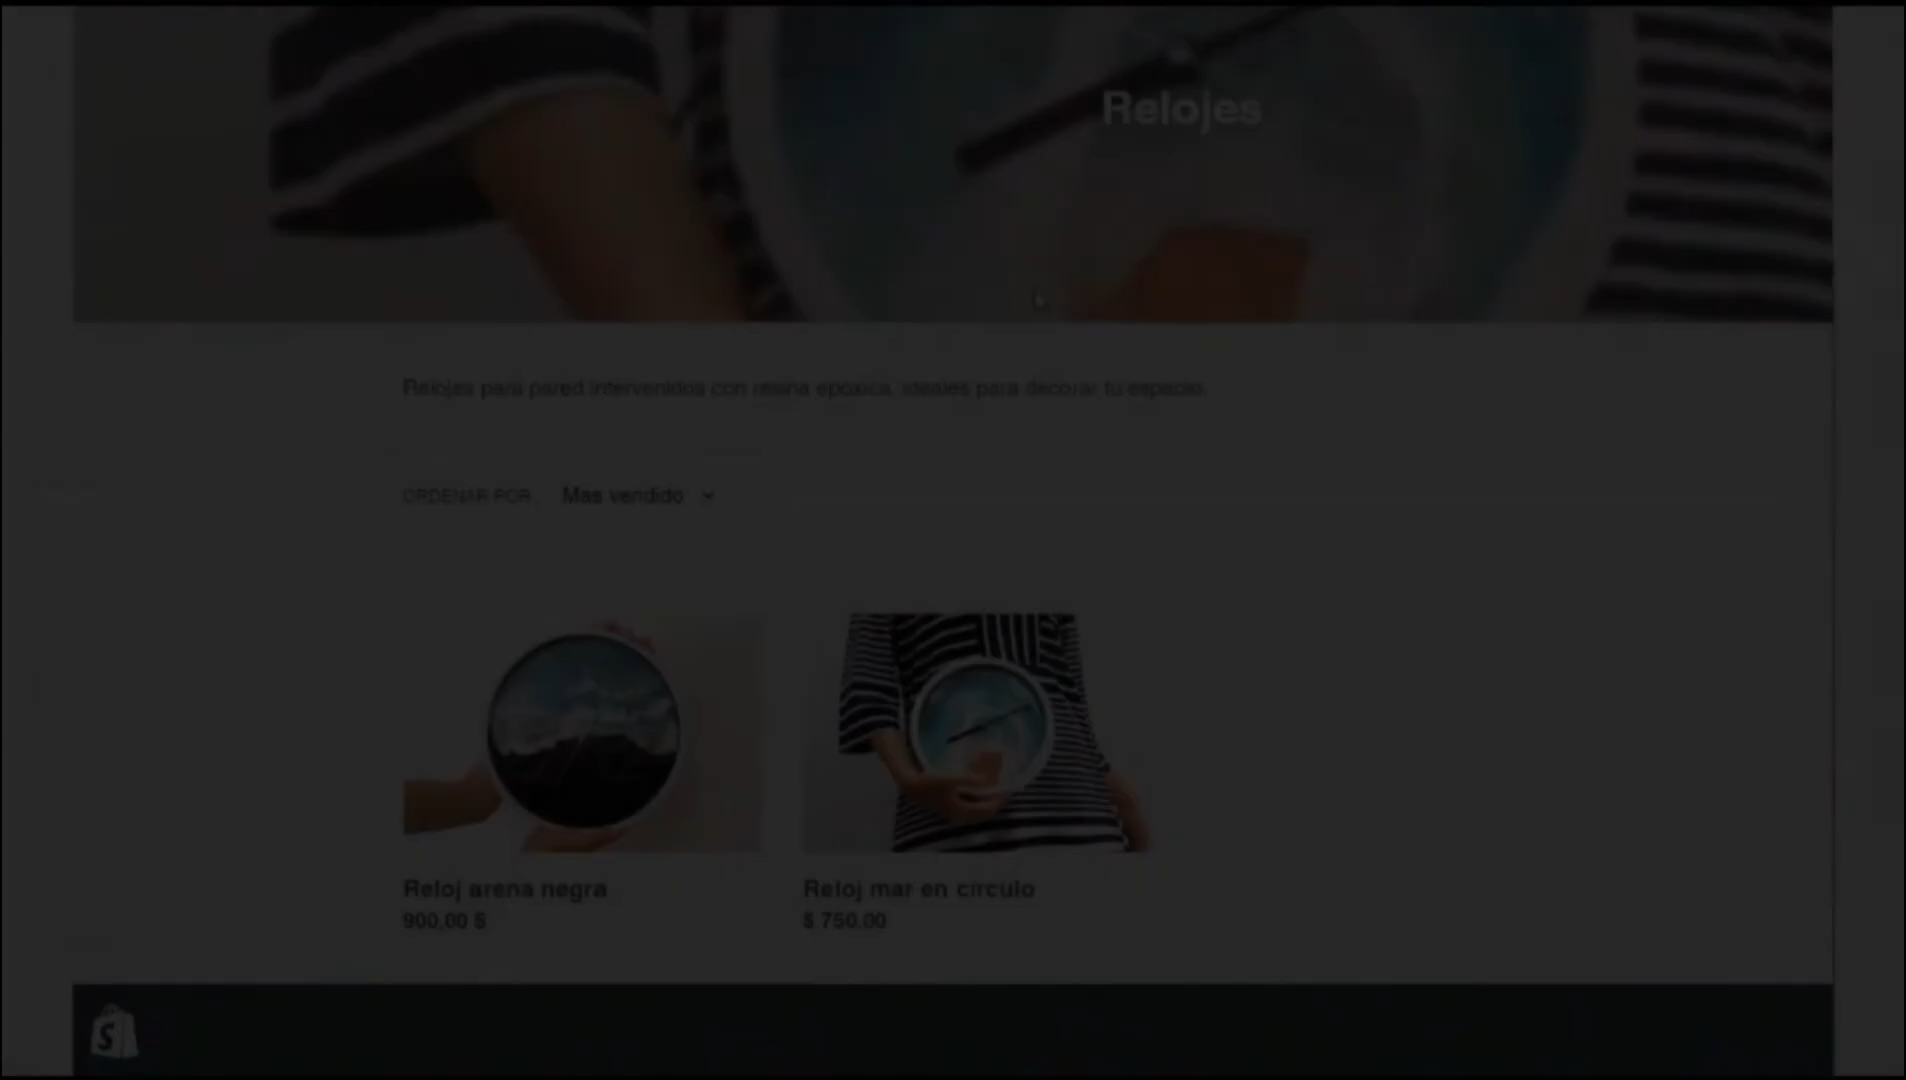 Relojes
Relojes para pared intervenidos con resina epóxica, ideales para decorar tu espacio.
ORDENAR POR
Mas vendido
Reloj arena negra
Reloj mar en circulo
900,00 $
$ 750.00
S